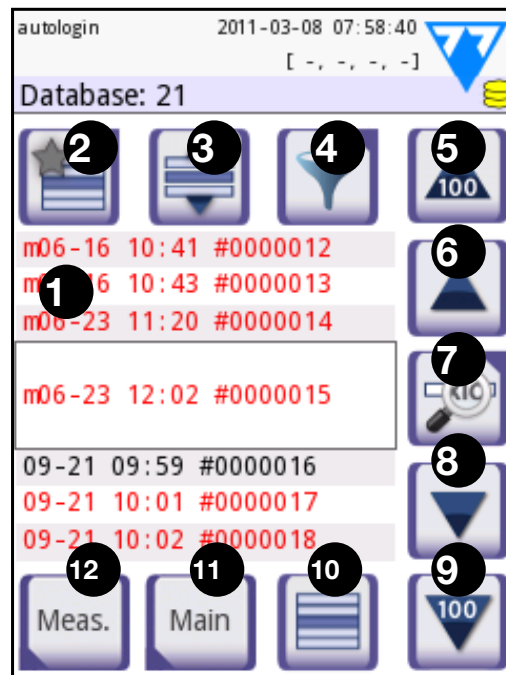 autologin 2011-03-08 07:58:40
[ -, -, -, -]
Database: 21
2 3 4 5
100
m06-16 10:41 #0000012
6
10:43 #0000013
1
m06-23 11:20 #0000014
7
KIC
m06-23 12:02 #0000015
8
09-21 09:59 #0000016
09-21 10:01 #0000017
09-21 10:02 #0000018
12 11 10 9
100
Meas. Main